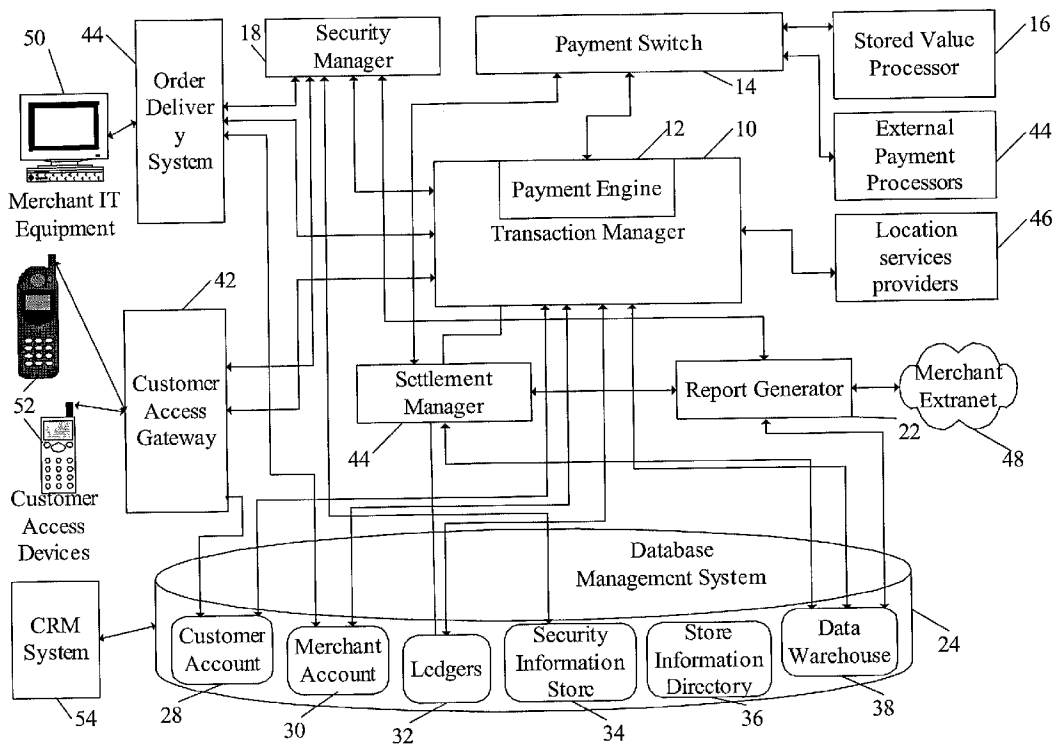 50
44
18
Security
Manager
Payment Switch
14
Stored Value
Processor
16
Order
Deliver
y
System
Merchant IT
Equipment
12
10
Payment Engine
Transaction Manager
External
Payment
Processors
44
Location
services
providers
46
42
Customer
Access
Gateway
52
Customer
Access
Devices
Settlement
Manager
44
Report Generator
22
Merchant
Extranet
48
Database
Management System
24
CRM
System
54
Customer
Account
28
Merchant
Account
30
Ledgers
32
Security
Information
Store
34
Store
Information
Directory
36
Data
Warehouse
38